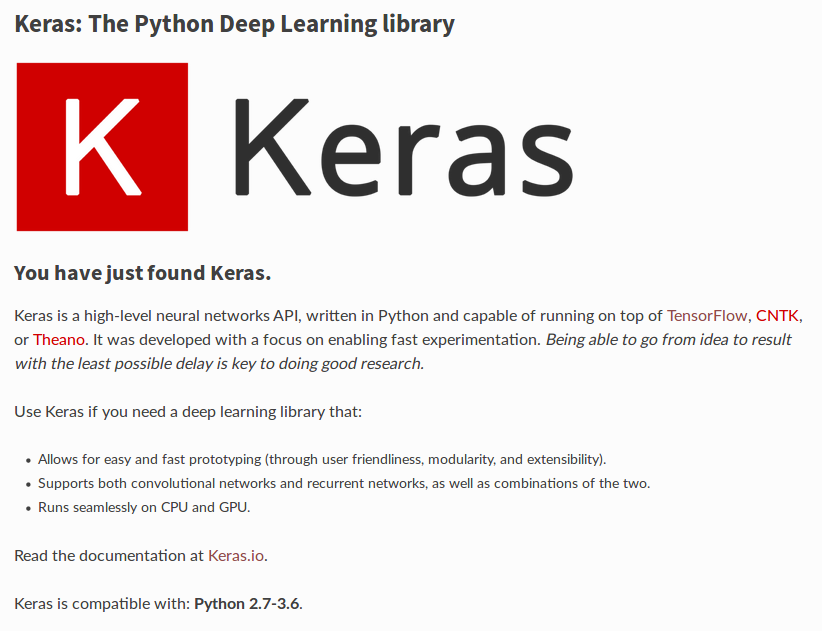 Keras: The Python Deep Learning library
K Keras
You have just found Keras.
Keras is a high-level neural networks API, written in Python and capable of running on top of TensorFlow, CNTK,
or Theano. It was developed with a focus on enabling fast experimentation. Being able to go from idea to result
with the least possible delay is key to doing good research.
Use Keras if you need a deep learning library that:
• Allows for easy and fast prototyping (through user friendliness, modularity, and extensibility).
• Supports both convolutional networks and recurrent networks, as well as combinations of the two.
• Runs seamlessly on CPU and GPU.
Read the documentation at Keras.io.
Keras is compatible with: Python 2.7-3.6.